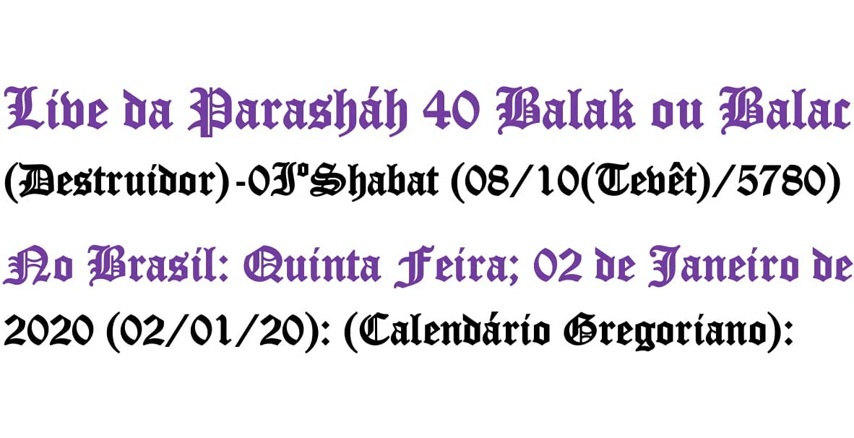 Live da Parasháh 40 Balak ou Balac
(Destruidor)-0IºShabat (08/10(Tevêt)/5780)
No Brasil: Quinta Feira; 02 de Janeiro de
2020 (02/01/20): (Calendário Gregoriano):